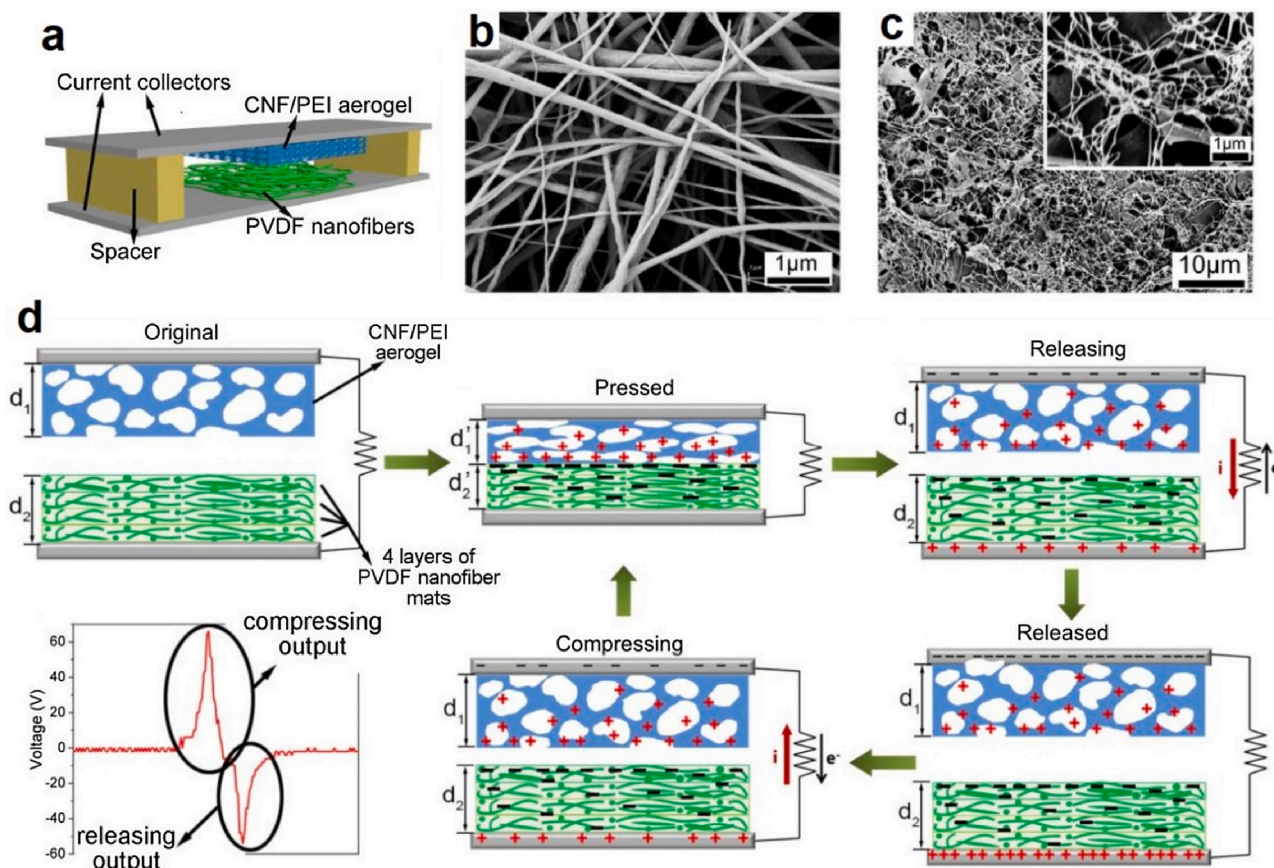 a
Current collectors
CNF/PEI aerogel
PVDF nanofibers
Spacer
b
1μm
c
1μm
10μm
d
Original
CNF/PEI
aerogel
d1
d2
4 layers of
PVDF nanofiber
mats
Pressed
d1'
d2'
Releasing
d1
d2
i
e
Released
d1
d2
Compressing
d1
d2
i
e-
compressing
output
releasing
output
Voltage (V)
60
40
20
0
-20
-40
-60